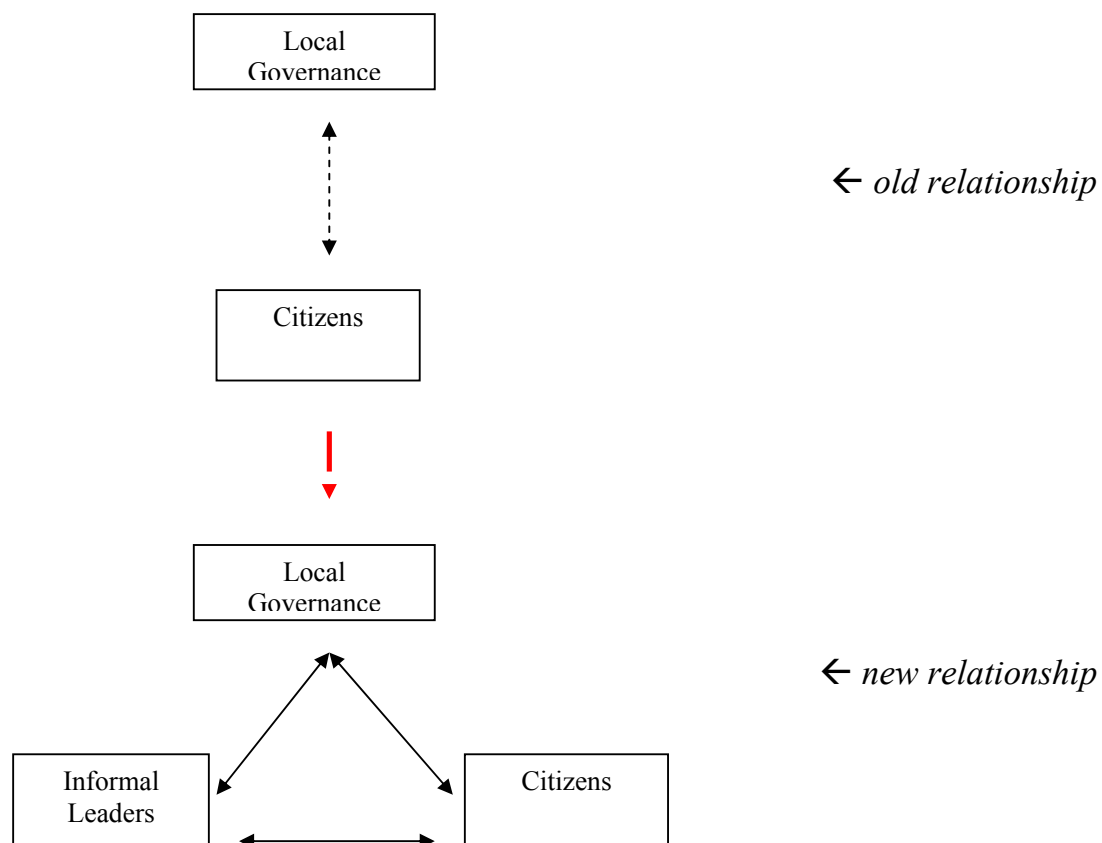 Local
Governance
← old relationship
Citizens
Local
Governance
← new relationship
Informal
Leaders
Citizens